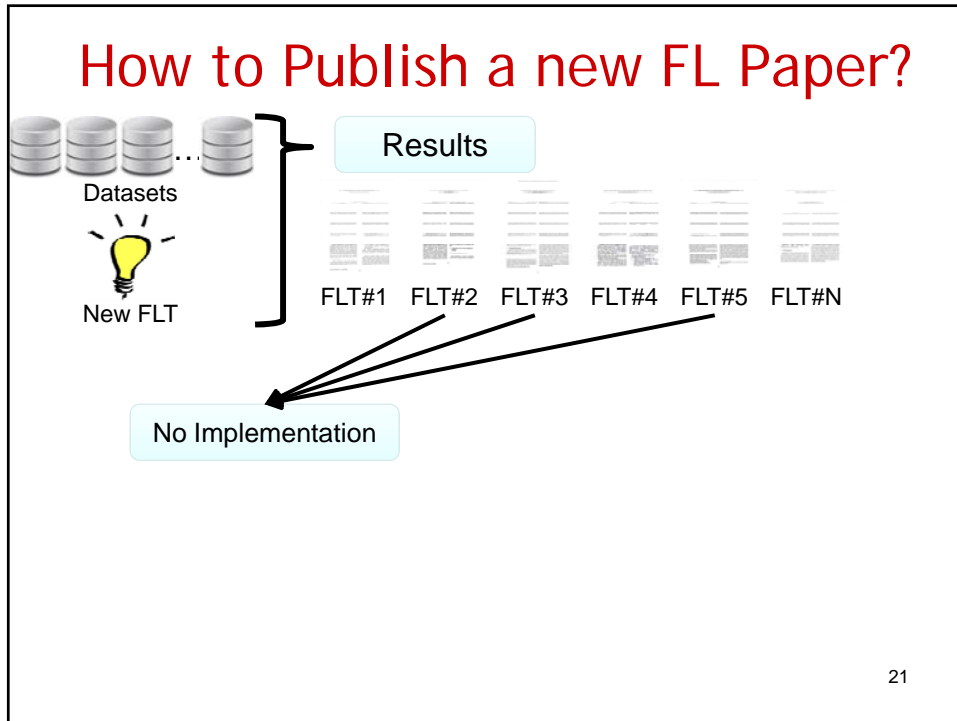 How to Publish a new FL Paper?
...
Datasets
New FLT
Results
FLT#1 FLT#2 FLT#3 FLT#4 FLT#5 FLT#N
No Implementation
21